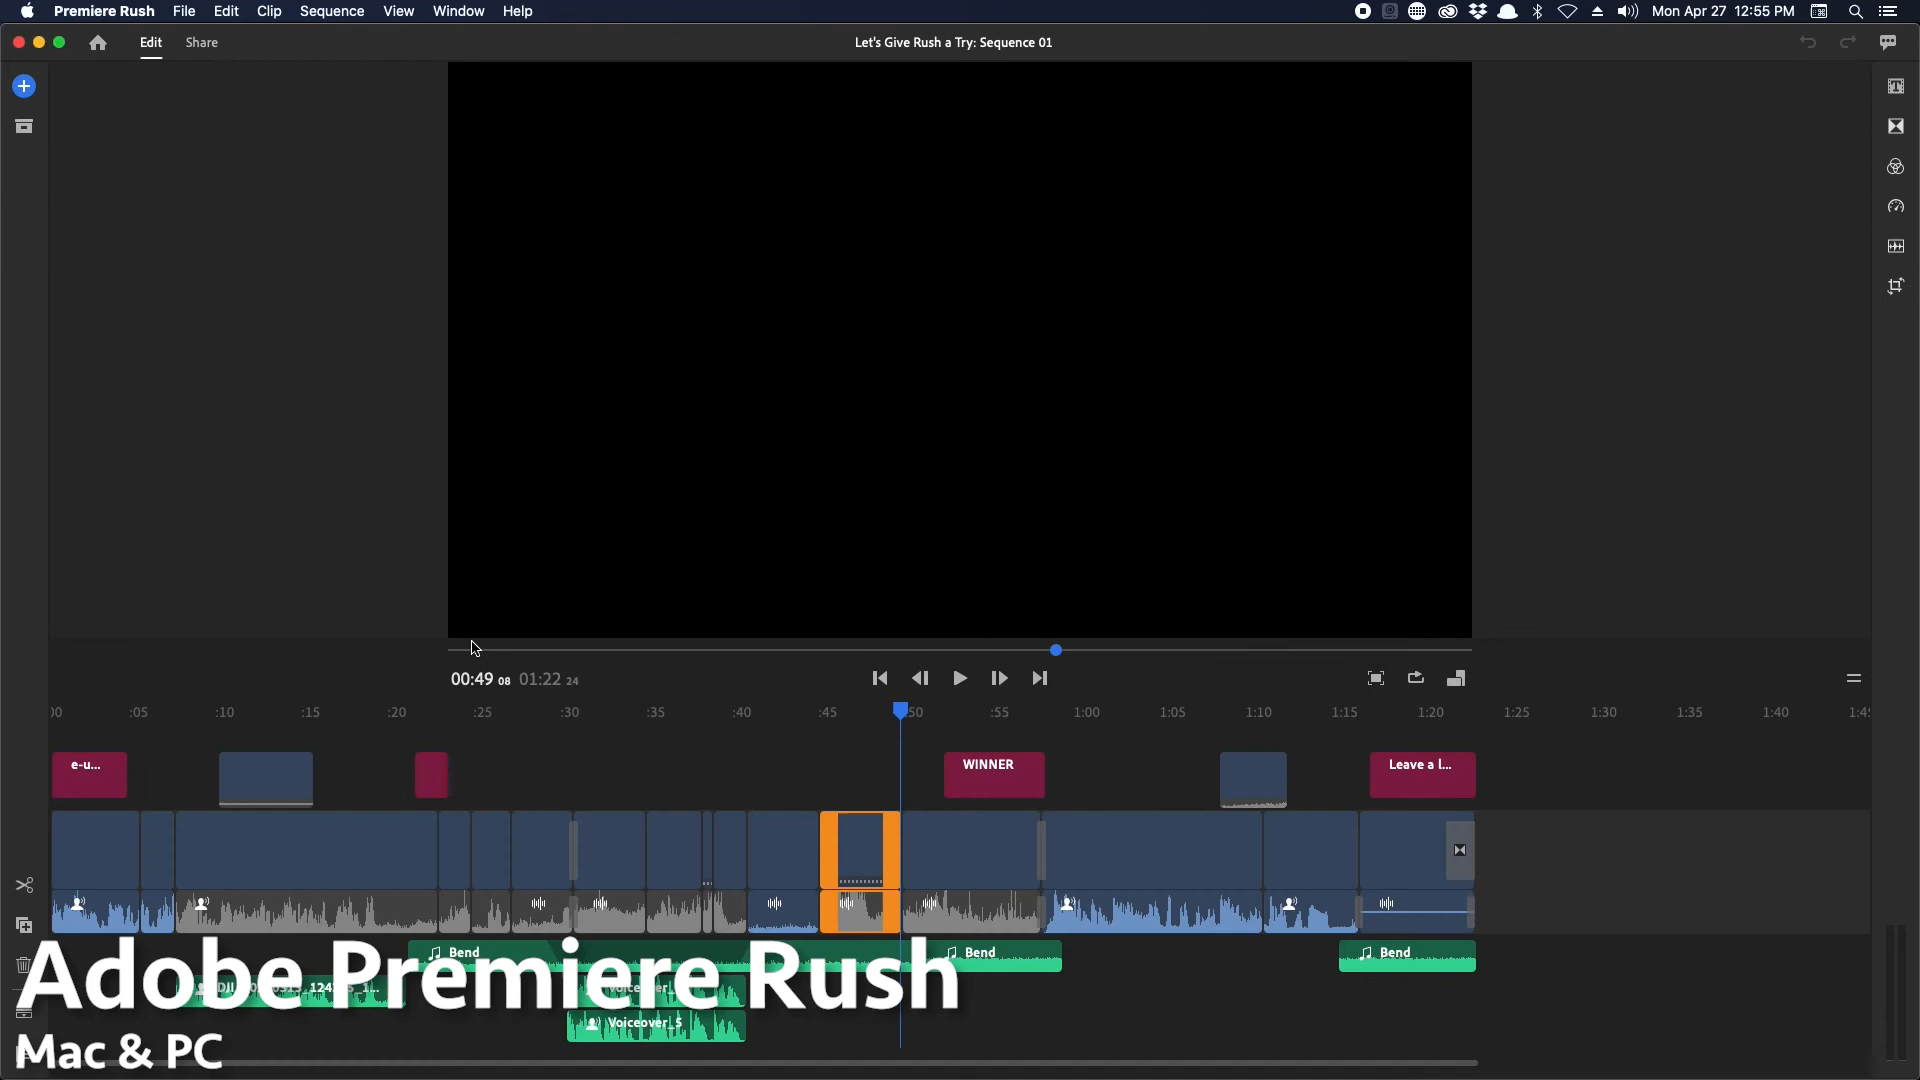 Premiere Rush File Edit Clip Sequence View Window Help Mon Apr 27 12:55 PM
Edit Share Let's Give Rush a Try: Sequence 01
00:49 08 01:22 24
:05 :10 :15 :20 :25 :30 :35 :40 :45 :50 :55 1:00 1:05 1:10 1:15 1:20 1:25 1:30 1:35 1:40
e-u... WINNER Leave a l...
Bend Bend Bend
Adobe Premiere Rush
Voiceover_5
Mac & PC